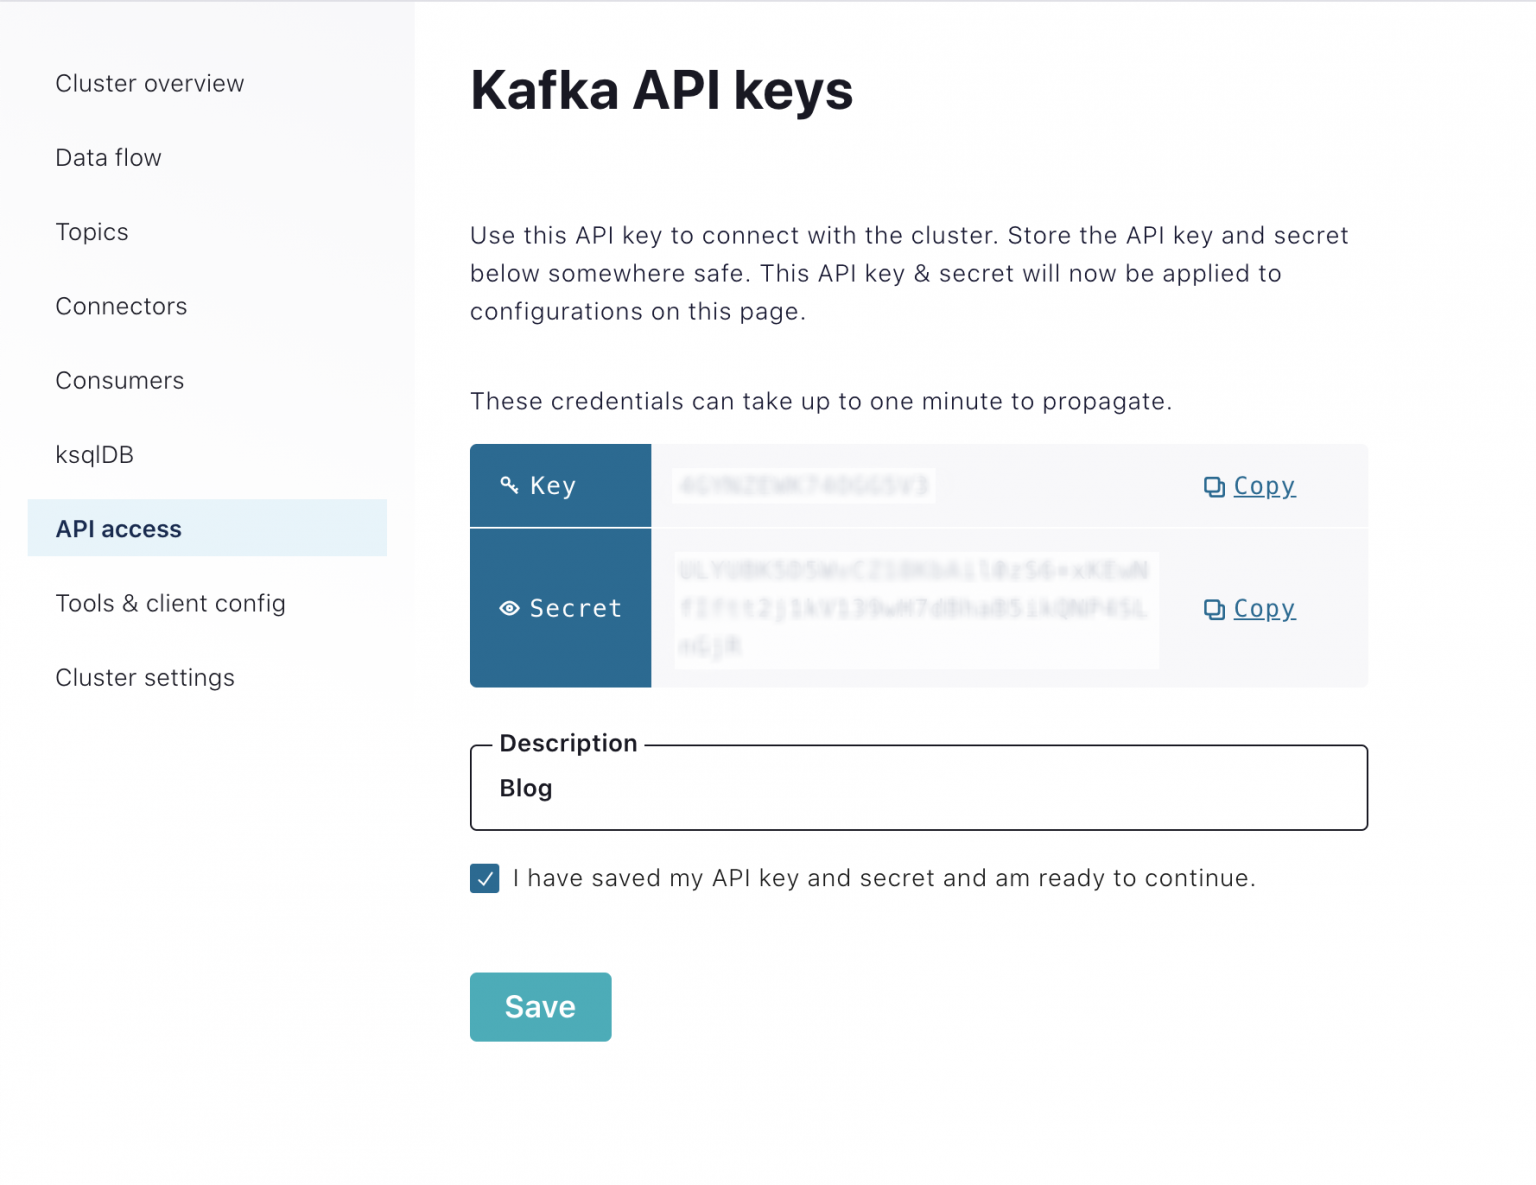 Cluster overview
Data flow
Topics
Connectors
Consumers
ksqlDB
API access
Tools & client config
Cluster settings
Kafka API keys
Use this API key to connect with the cluster. Store the API key and secret
below somewhere safe. This API key & secret will now be applied to
configurations on this page.
These credentials can take up to one minute to propagate.
Key
Copy
Secret
Copy
Description
Blog
I have saved my API key and secret and am ready to continue.
Save